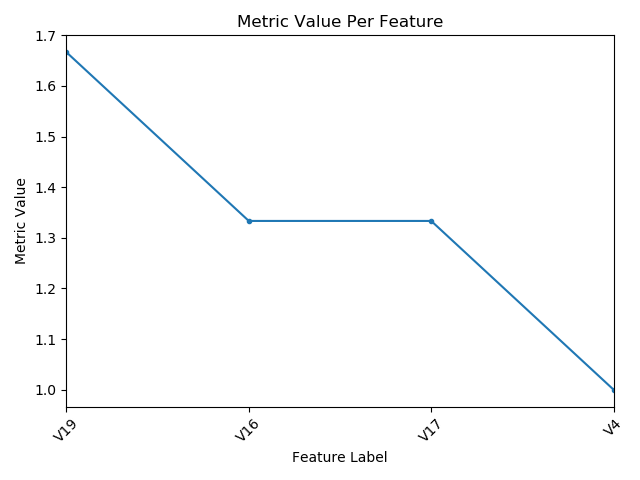 Metric Value Per Feature
1.7
1.6
1.5
1.4
1.3
1.2
1.1
1.0
Metric Value
V19
V16
V17
V4
Feature Label